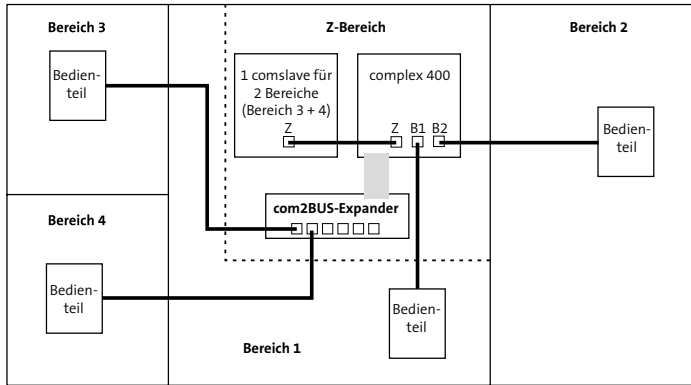 Bereich 3
Z-Bereich
Bereich 2
Bedien-
teil
1 comslave für
2 Bereiche
(Bereich 3 + 4)
Z
complex 400
Z B1 B2
Bedien-
teil
com2BUS-Expander
Bereich 4
Bedien-
teil
Bedien-
teil
Bereich 1